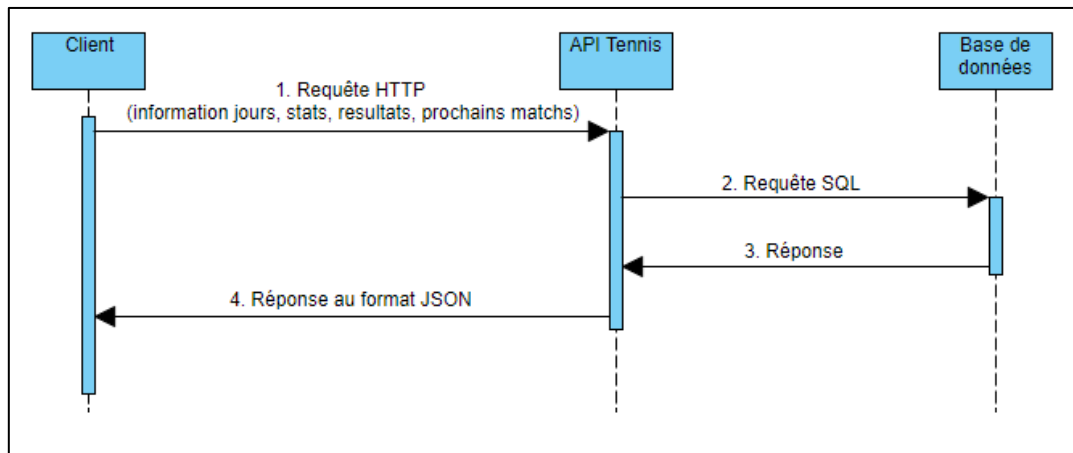 Client
API Tennis
Base de
données
1. Requête HTTP
(information jours, stats, resultats, prochains matchs)
2. Requête SQL
3. Réponse
4. Réponse au format JSON